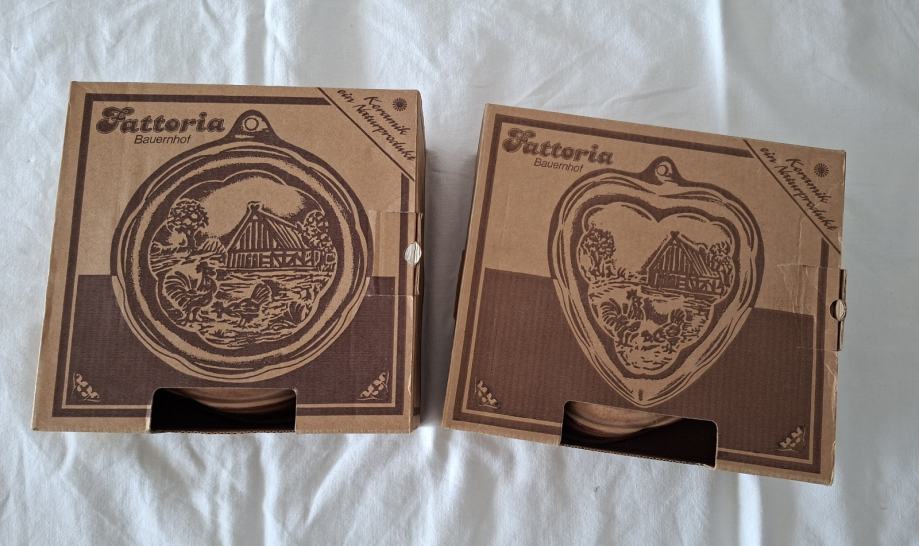 Fattoria
Bauernhof
Keramik
ein Naturprodukt
Fattoria
Bauernhof
Keramik
ein Naturprodukt